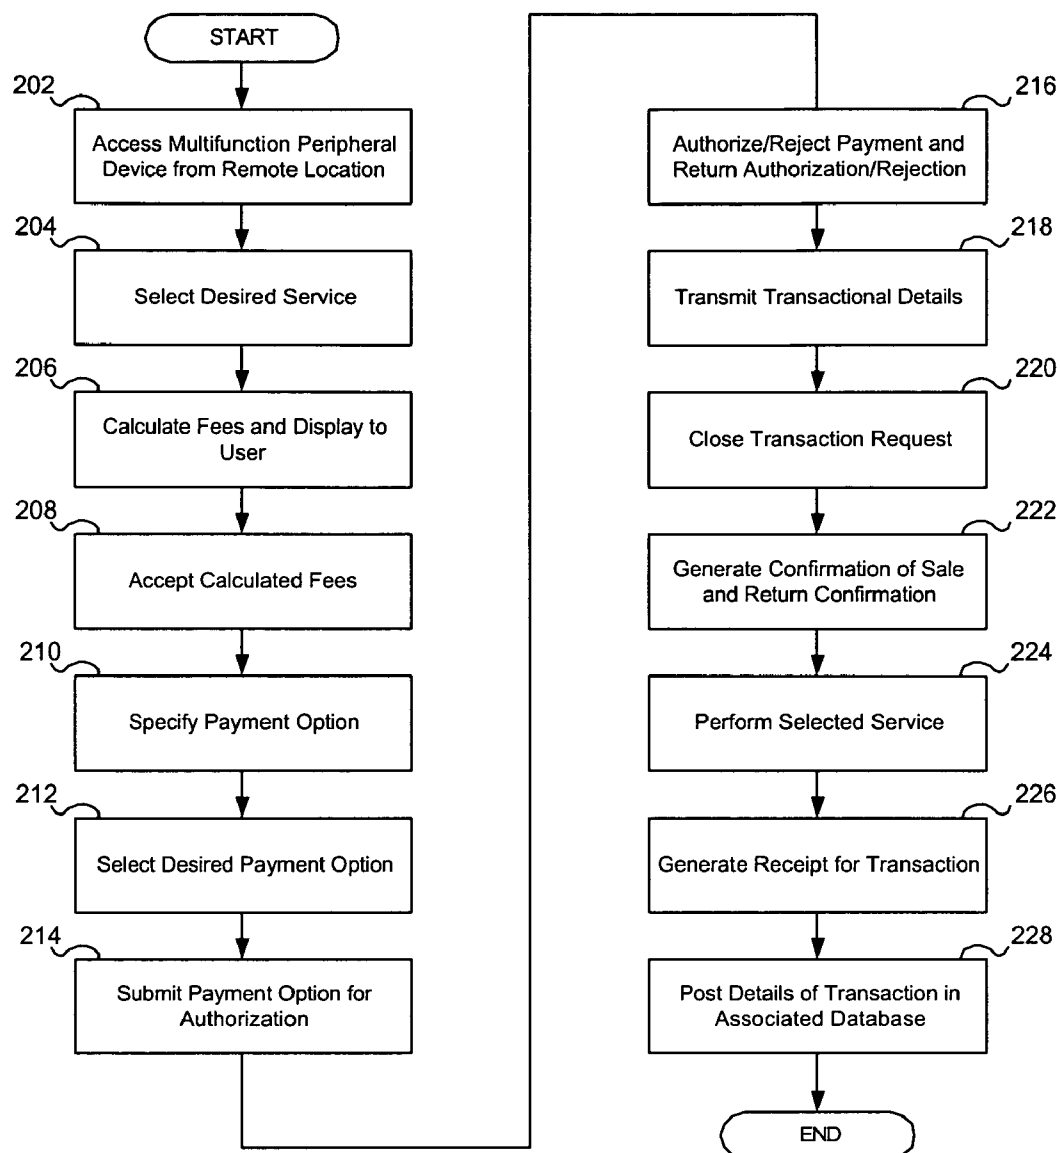 START
202
Access Multifunction Peripheral
Device from Remote Location
204
Select Desired Service
206
Calculate Fees and Display to
User
208
Accept Calculated Fees
210
Specify Payment Option
212
Select Desired Payment Option
214
Submit Payment Option for
Authorization
216
Authorize/Reject Payment and
Return Authorization/Rejection
218
Transmit Transactional Details
220
Close Transaction Request
222
Generate Confirmation of Sale
and Return Confirmation
224
Perform Selected Service
226
Generate Receipt for Transaction
228
Post Details of Transaction in
Associated Database
END